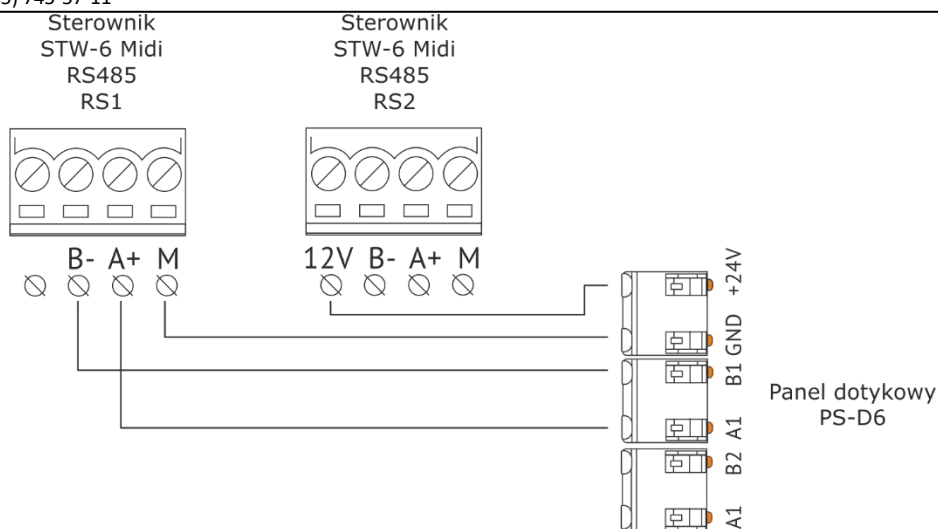 Sterownik
STW-6 Midi
RS485
RS1
Sterownik
STW-6 Midi
RS485
RS2
B- A+ M
12V B- A+ M
+24V
GND
B1
A1
B2
A1
Panel dotykowy
PS-D6